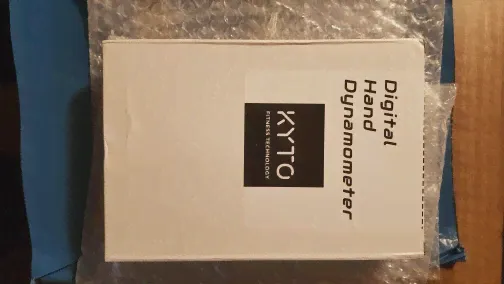 Digital
Hand
Dynamometer
KYTO
FITNESS TECHNOLOGY